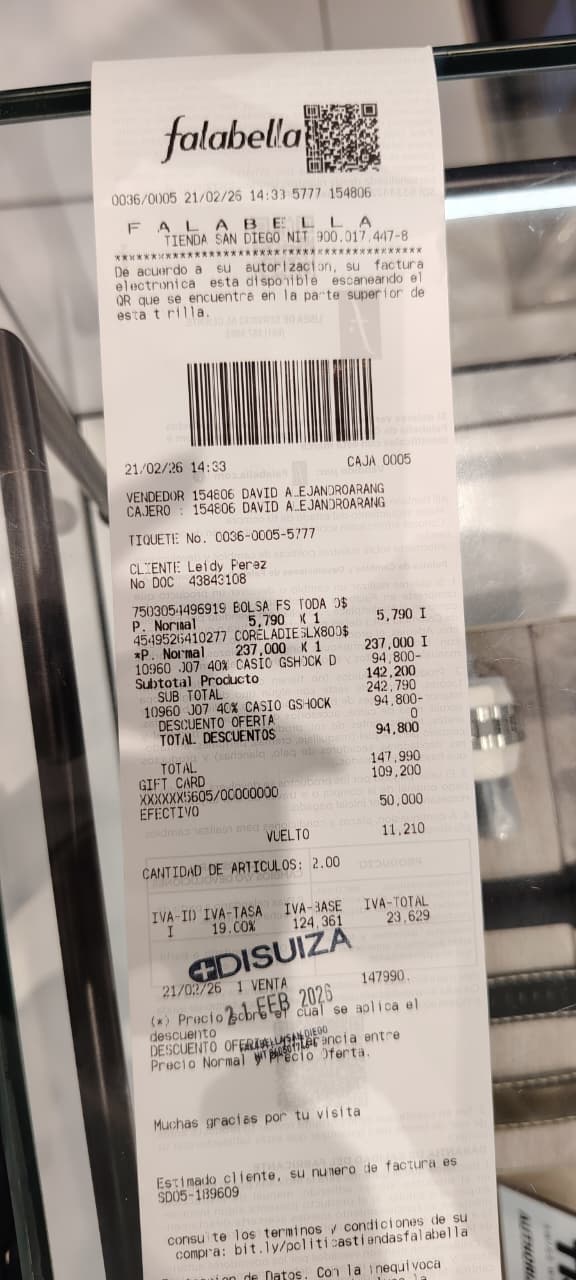 falabella
0036/0005 21/02/26 14:33 5777 154806
F A L A B E L L A
TIENDA SAN DIEGO NIT 900.017.447-8
************************************************
De acuerdo a su autorizacion, su factura
electronica esta disponible escaneando el
QR que se encuentra en la parte superior de
esta t rilla.
21/02/26 14:33 CAJA 0005
VENDEDOR 154806 DAVID ALEJANDROARANG
CAJERO : 154806 DAVID ALEJANDROARANG
TIQUETE No. 0036-0005-5777
CLIENTE Leidy Perez
No DOC 43843108
7503054496919 BOLSA FS TODA O$
P. Normal 5,790 X 1 5,790 I
4549526410277 CORELADIESLX800$
*P. Normal 237,000 X 1 237,000 I
10960 J07 40% CASIO GSHOCK D 94,800-
Subtotal Producto 142,200
SUB TOTAL 242,790
10960 J07 40% CASIO GSHOCK 94,800-
DESCUENTO OFERTA 0
TOTAL DESCUENTOS 94,800
TOTAL 147,990
GIFT CARD 109,200
XXXXXX5605/00000000
EFECTIVO 50,000
VUELTO 11,210
CANTIDAD DE ARTICULOS: 2.00
IVA-ID IVA-TASA IVA-BASE IVA-TOTAL
I 19.00% 124,361 23,629
DISUIZA
21/02/26 1 VENTA 147990.
21 FEB 2026
(*) Precio sobre el cual se aplica el
descuento
DESCUENTO OFERTA: Diferencia entre
Precio Normal y Precio Oferta.
Muchas gracias por tu visita
Estimado cliente, su numero de factura es
SD05-189609
consulte los terminos y condiciones de su
compra: bit.ly/politicastiendasfalabella
de Datos. Con la inequivoca